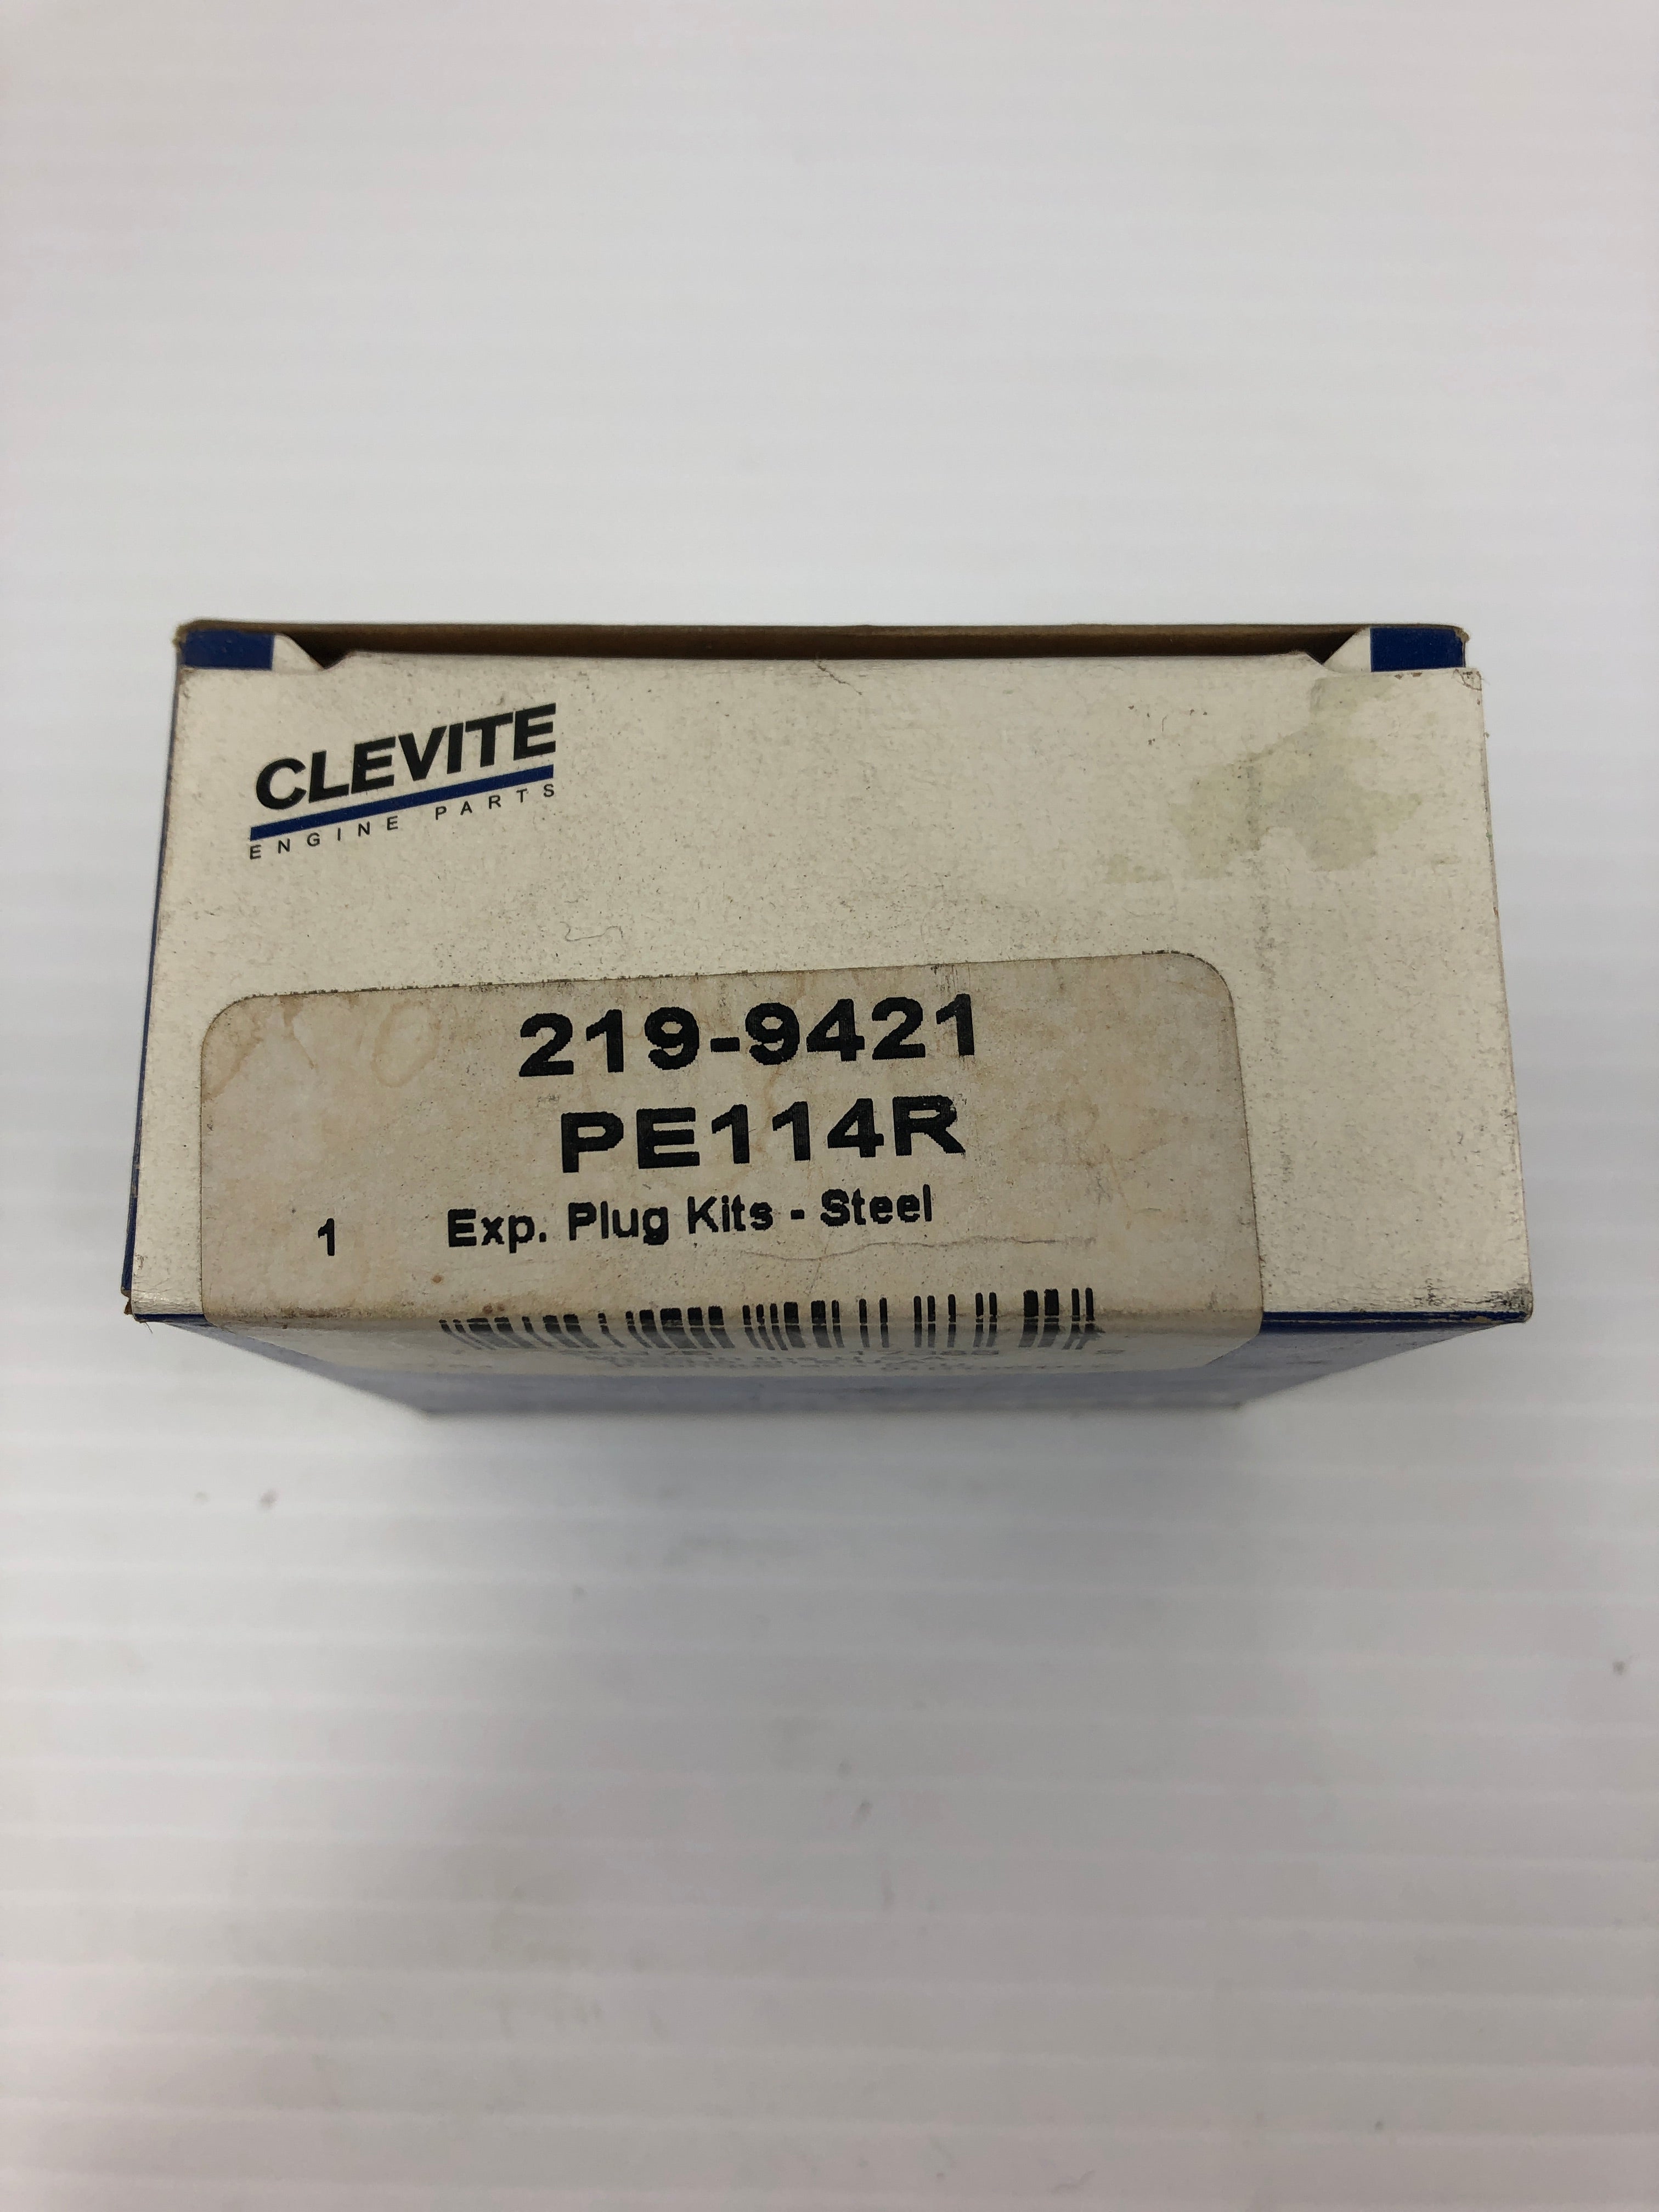 CLEVITE
ENGINE PARTS
219-9421
PE114R
1 Exp. Plug Kits - Steel